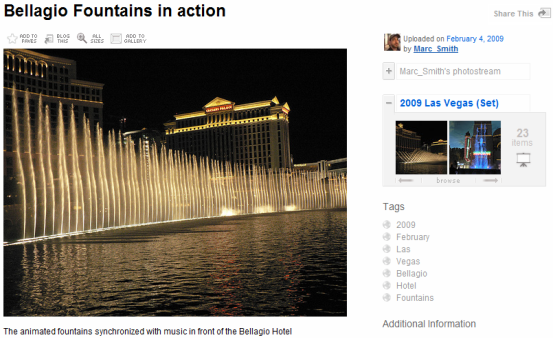 Bellagio Fountains in action
Share This
ADD TO FAVES
BLOG THIS
ALL SIZES
ADD TO GALLERY
CAESARS PALACE
The animated fountains synchronized with music in front of the Bellagio Hotel
Uploaded on February 4, 2009
by Marc_Smith
Marc_Smith's photostream
2009 Las Vegas (Set)
23
items
browse
Tags
2009
February
Las
Vegas
Bellagio
Hotel
Fountains
Additional Information